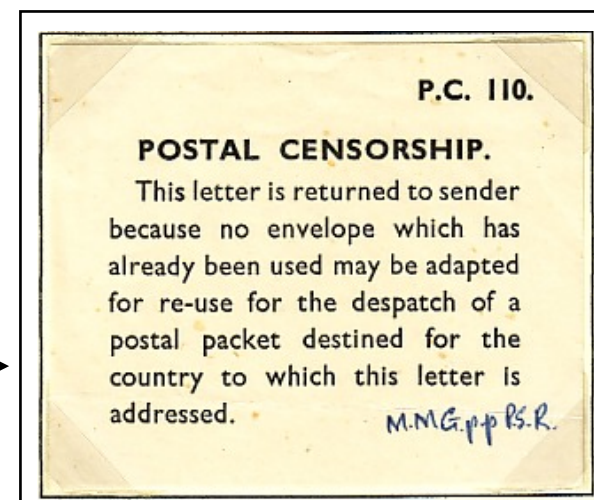 P.C. 110.
POSTAL CENSORSHIP.
This letter is returned to sender
because no envelope which has
already been used may be adapted
for re-use for the despatch of a
postal packet destined for the
country to which this letter is
addressed.
M.M.G. p.p P.S.R.